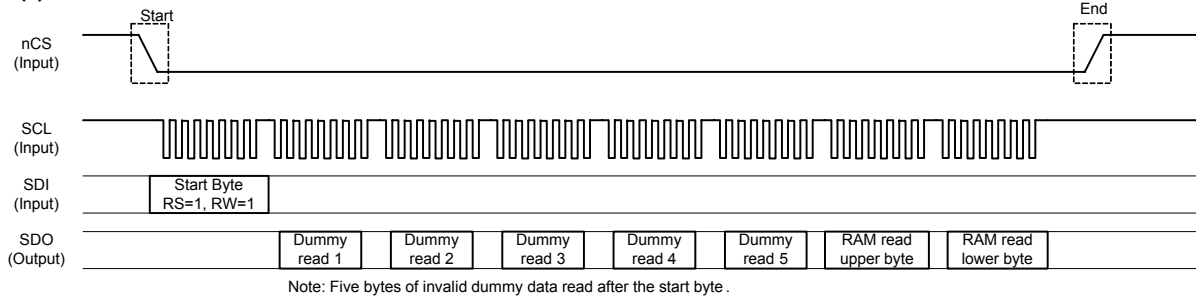 Start
End
nCS
(Input)
SCL
(Input)
SDI
(Input)
Start Byte
RS=1, RW=1
SDO
(Output)
Dummy
read 1
Dummy
read 2
Dummy
read 3
Dummy
read 4
Dummy
read 5
RAM read
upper byte
RAM read
lower byte
Note: Five bytes of invalid dummy data read after the start byte.